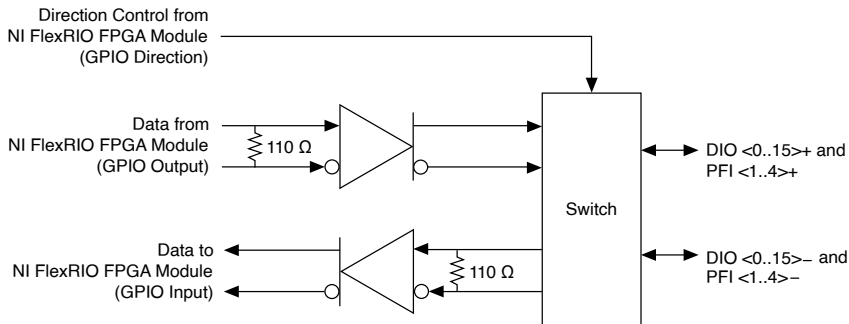 Direction Control from
NI FlexRIO FPGA Module
(GPIO Direction)
Data from
NI FlexRIO FPGA Module
(GPIO Output)
110 Ω
DIO <0..15>+ and
PFI <1..4>+
Switch
Data to
NI FlexRIO FPGA Module
(GPIO Input)
110 Ω
DIO <0..15>− and
PFI <1..4>−